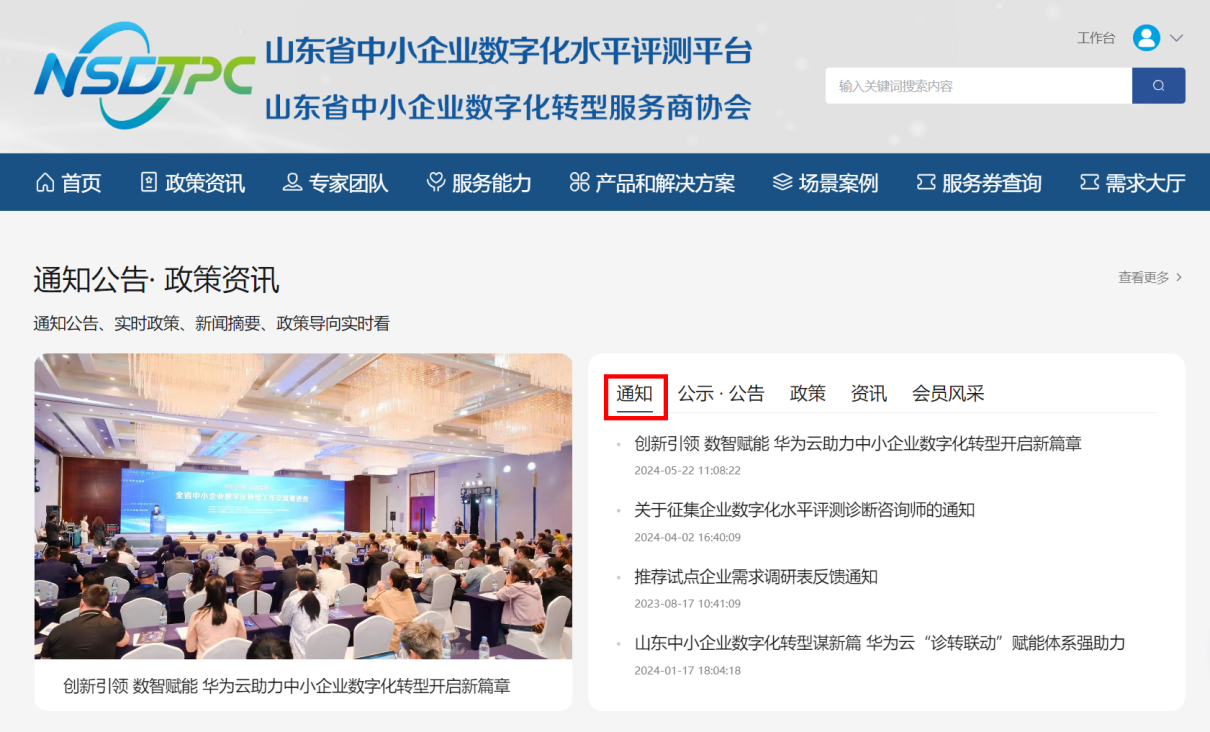 NSDTPC
山东省中小企业数字化水平评测平台
山东省中小企业数字化转型服务商协会
工作台
输入关键词搜索内容
首页 政策资讯 专家团队 服务能力 产品和解决方案 场景案例 服务券查询 需求大厅
通知公告· 政策资讯
查看更多 >
通知公告、实时政策、新闻摘要、政策导向实时看
通知 公示 · 公告 政策 资讯 会员风采
创新引领 数智赋能 华为云助力中小企业数字化转型开启新篇章
2024-05-22 11:08:22
关于征集企业数字化水平评测诊断咨询师的通知
2024-04-02 16:40:09
推荐试点企业需求调研表反馈通知
2023-08-17 10:41:09
山东中小企业数字化转型谋新篇 华为云“诊转联动”赋能体系强助力
2024-01-17 18:04:18
创新引领 数智赋能 华为云助力中小企业数字化转型开启新篇章